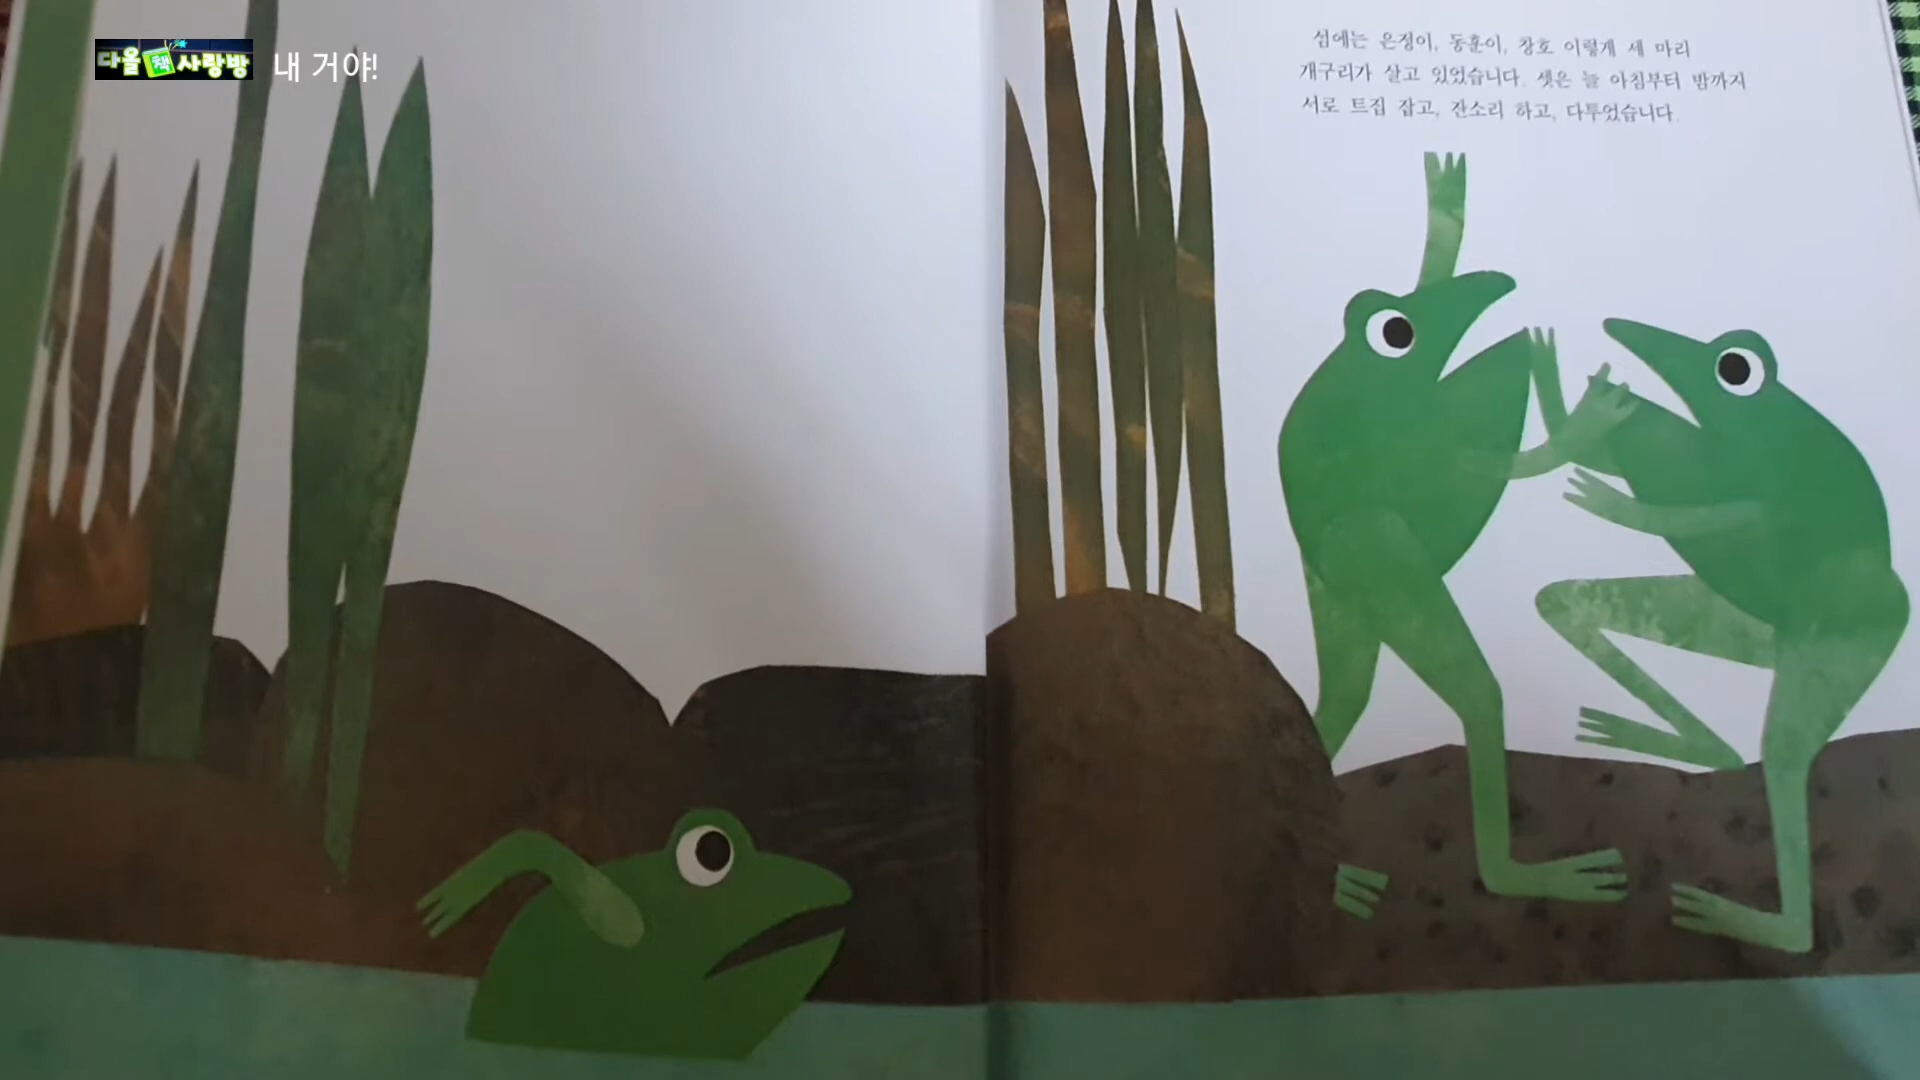 다올 책 사랑방
내 거야!
섬에는 은정이, 동훈이, 창호 이렇게 세 마리
개구리가 살고 있었습니다. 셋은 늘 아침부터 밤까지
서로 트집 잡고, 잔소리 하고, 다투었습니다.